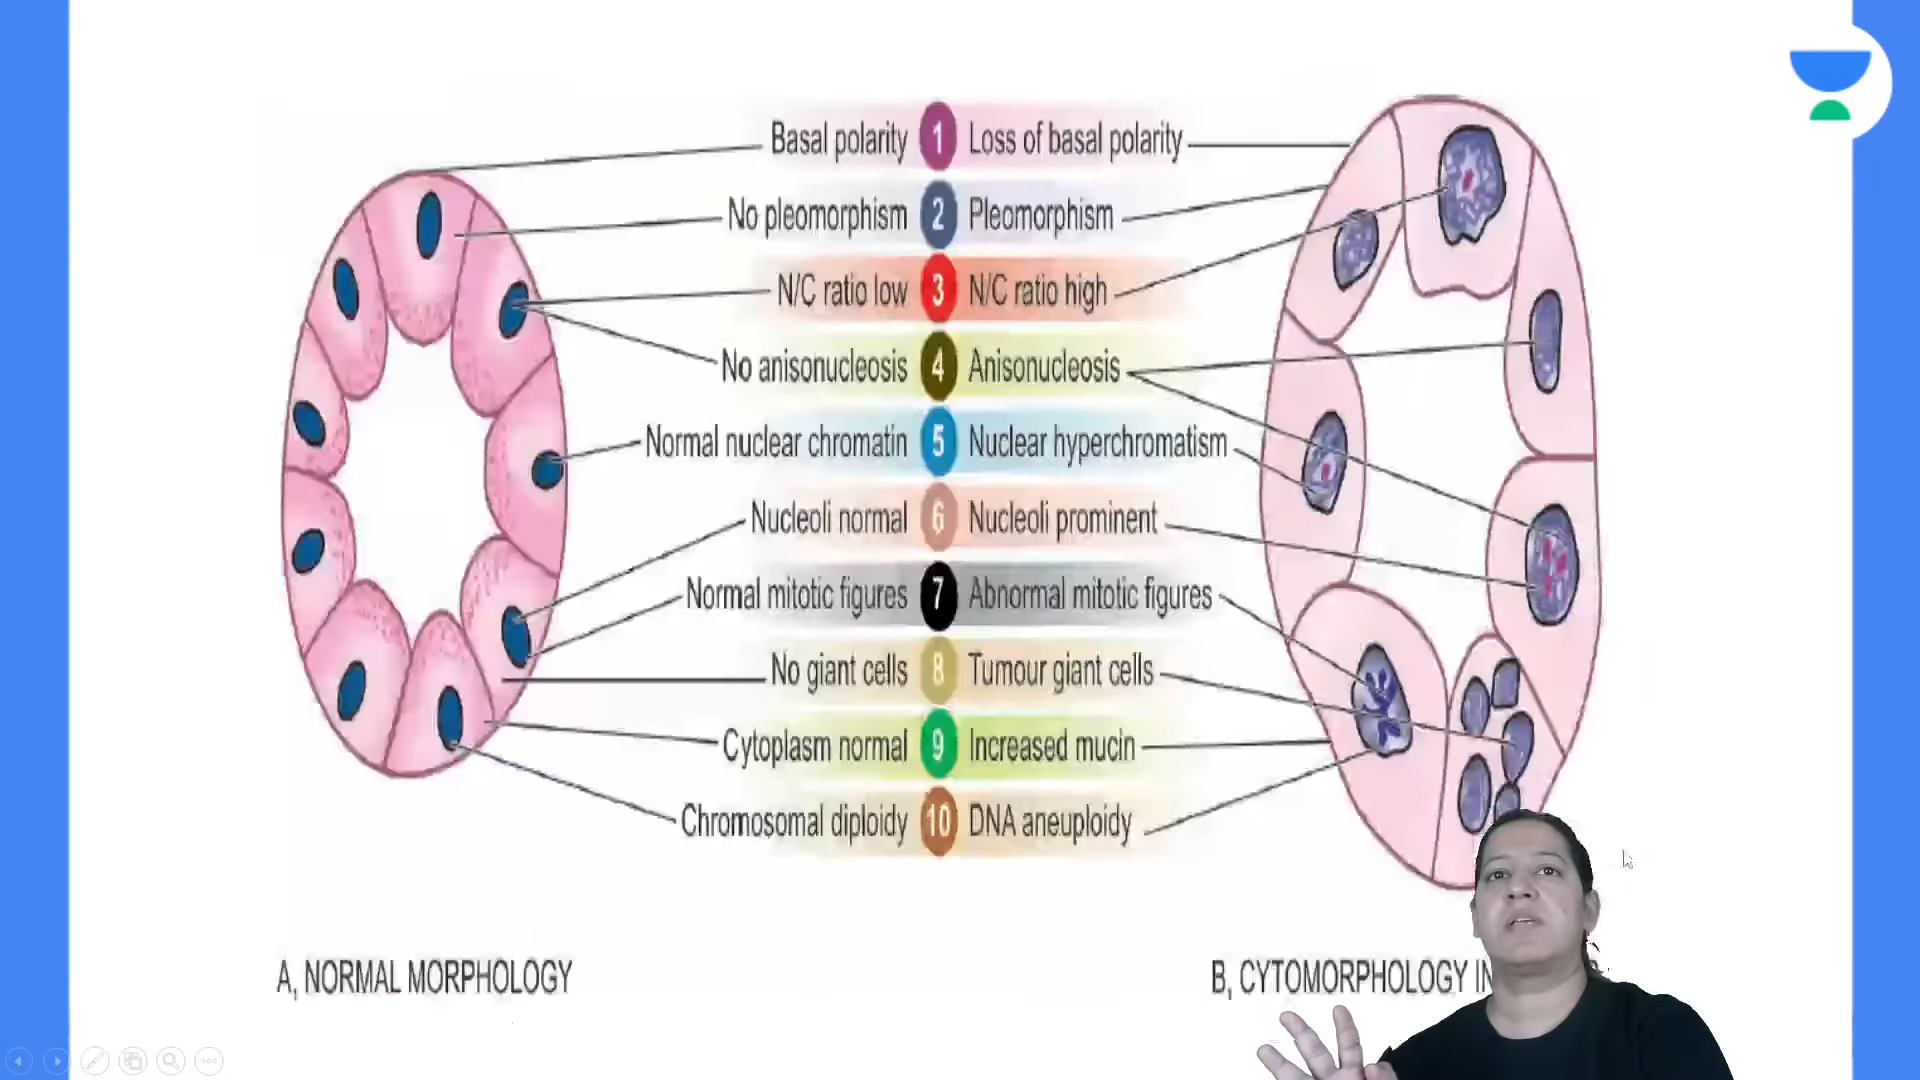 Basal polarity 1 Loss of basal polarity
No pleomorphism 2 Pleomorphism
N/C ratio low 3 N/C ratio high
No anisonucleosis 4 Anisonucleosis
Normal nuclear chromatin 5 Nuclear hyperchromatism
Nucleoli normal 6 Nucleoli prominent
Normal mitotic figures 7 Abnormal mitotic figures
No giant cells 8 Tumour giant cells
Cytoplasm normal 9 Increased mucin
Chromosomal diploidy 10 DNA aneuploidy
A, NORMAL MORPHOLOGY
B, CYTOMORPHOLOGY IN